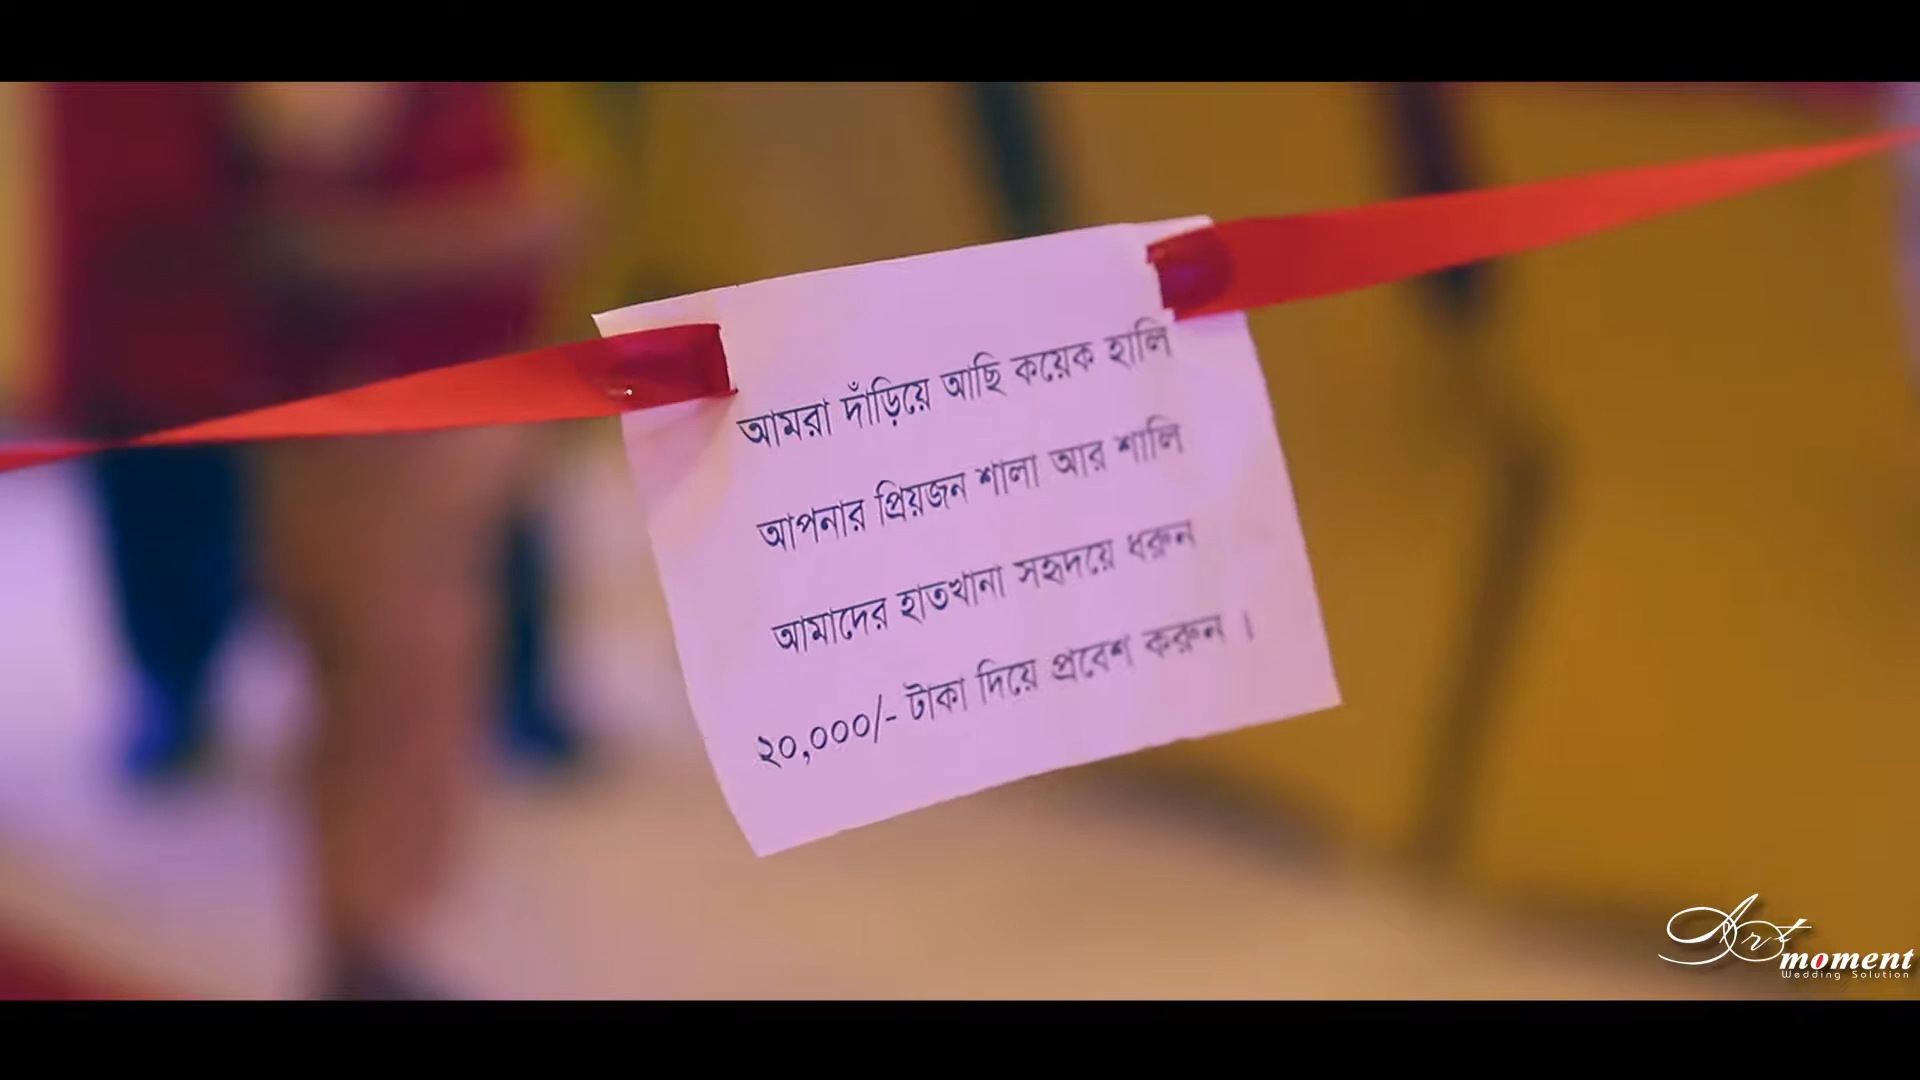 আমরা দাঁড়িয়ে আছি কয়েক হালি
আপনার প্রিয়জন শালা আর শালি
আমাদের হাতখানা সহৃদয়ে ধরুন
২০,০০০/- টাকা দিয়ে প্রবেশ করুন ।
Art
moment
Wedding Solution